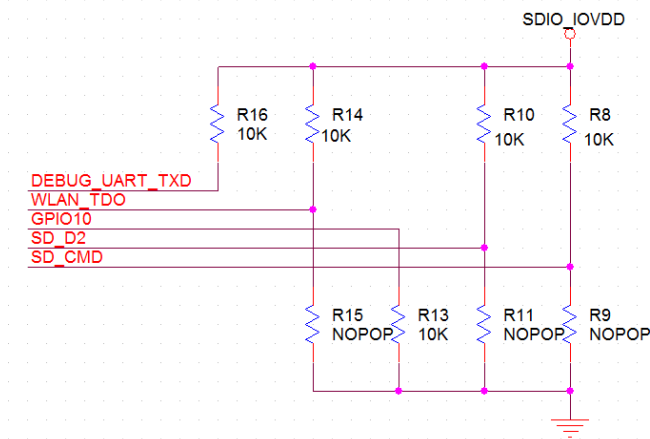 SDIO_IOVDD
R16
10K
R14
10K
R10
10K
R8
10K
DEBUG_UART_TXD
WLAN_TDO
GPIO10
SD_D2
SD_CMD
R15
NOPOP
R13
10K
R11
NOPOP
R9
NOPOP